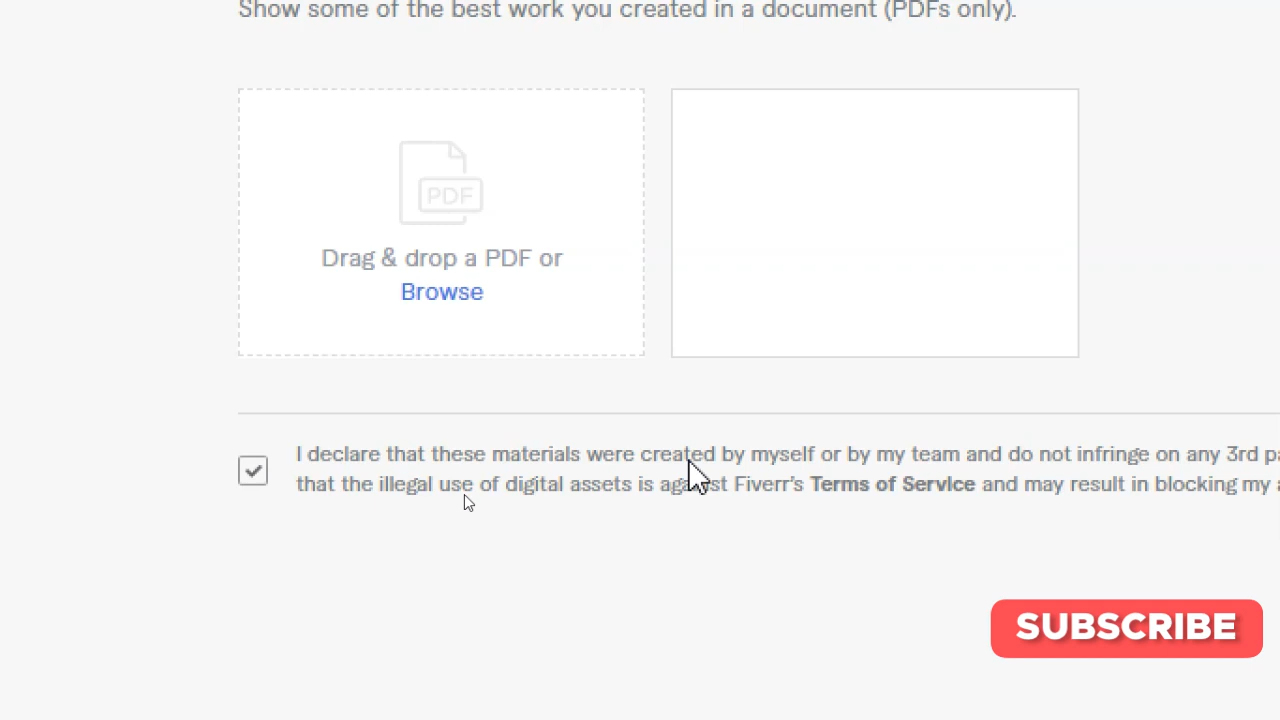 Show some of the best work you created in a document (PDFs only).
PDF
Drag & drop a PDF or
Browse
I declare that these materials were created by myself or by my team and do not infringe on any 3rd
that the illegal use of digital assets is against Fiverr's Terms of Service and may result in blocking my
SUBSCRIBE